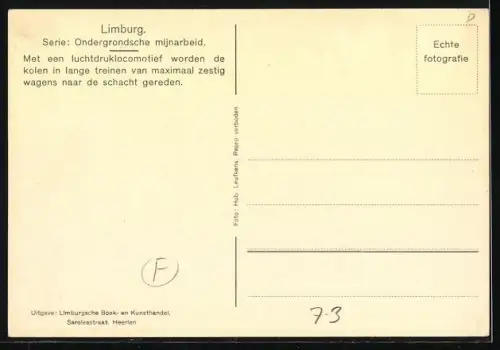 Limburg.
Serie: Ondergrondsche mijnarbeid.
Met een luchtdruklocomotief worden de
kolen in lange treinen van maximaal zestig
wagens naar de schacht gereden.
Echte
fotografie
Foto: Hub. Leufkens, Repro verboden
Uitgave: Limburgsche Boek- en Kunsthandel,
Saroleastraat, Heerlen
F
7-3